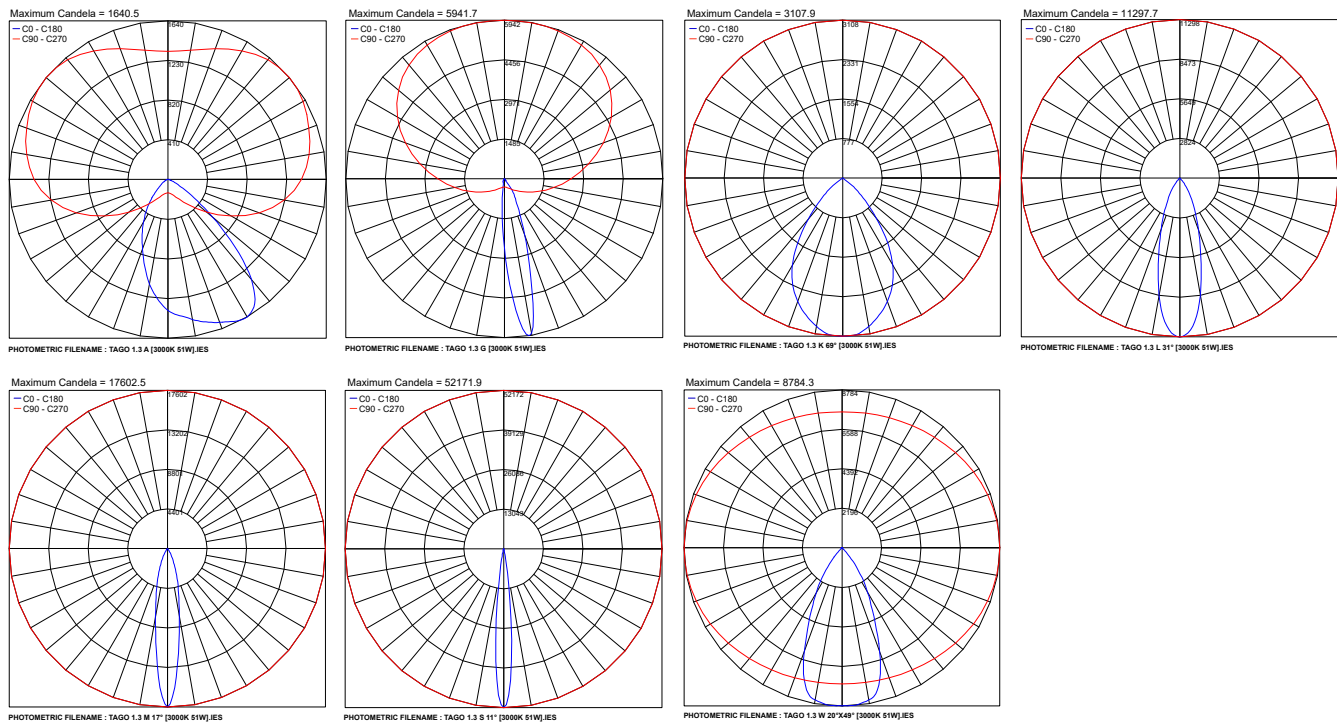 Maximum Candela = 1640.5
C0 - C180
C90 - C270
1640
1230
820
410
PHOTOMETRIC FILENAME : TAGO 1.3 A [3000K 51W].IES
Maximum Candela = 5941.7
C0 - C180
C90 - C270
5942
4456
2971
1485
PHOTOMETRIC FILENAME : TAGO 1.3 G [3000K 51W].IES
Maximum Candela = 3107.9
C0 - C180
C90 - C270
3108
2331
1554
777
PHOTOMETRIC FILENAME : TAGO 1.3 K 69° [3000K 51W].IES
Maximum Candela = 11297.7
C0 - C180
C90 - C270
11298
8473
5649
2824
PHOTOMETRIC FILENAME : TAGO 1.3 L 31° [3000K 51W].IES
Maximum Candela = 17602.5
C0 - C180
C90 - C270
17602
13202
8801
4401
PHOTOMETRIC FILENAME : TAGO 1.3 M 17° [3000K 51W].IES
Maximum Candela = 52171.9
C0 - C180
C90 - C270
52172
39129
26086
13043
PHOTOMETRIC FILENAME : TAGO 1.3 S 11° [3000K 51W].IES
Maximum Candela = 8784.3
C0 - C180
C90 - C270
8784
6588
4392
2196
PHOTOMETRIC FILENAME : TAGO 1.3 W 20°X49° [3000K 51W].IES